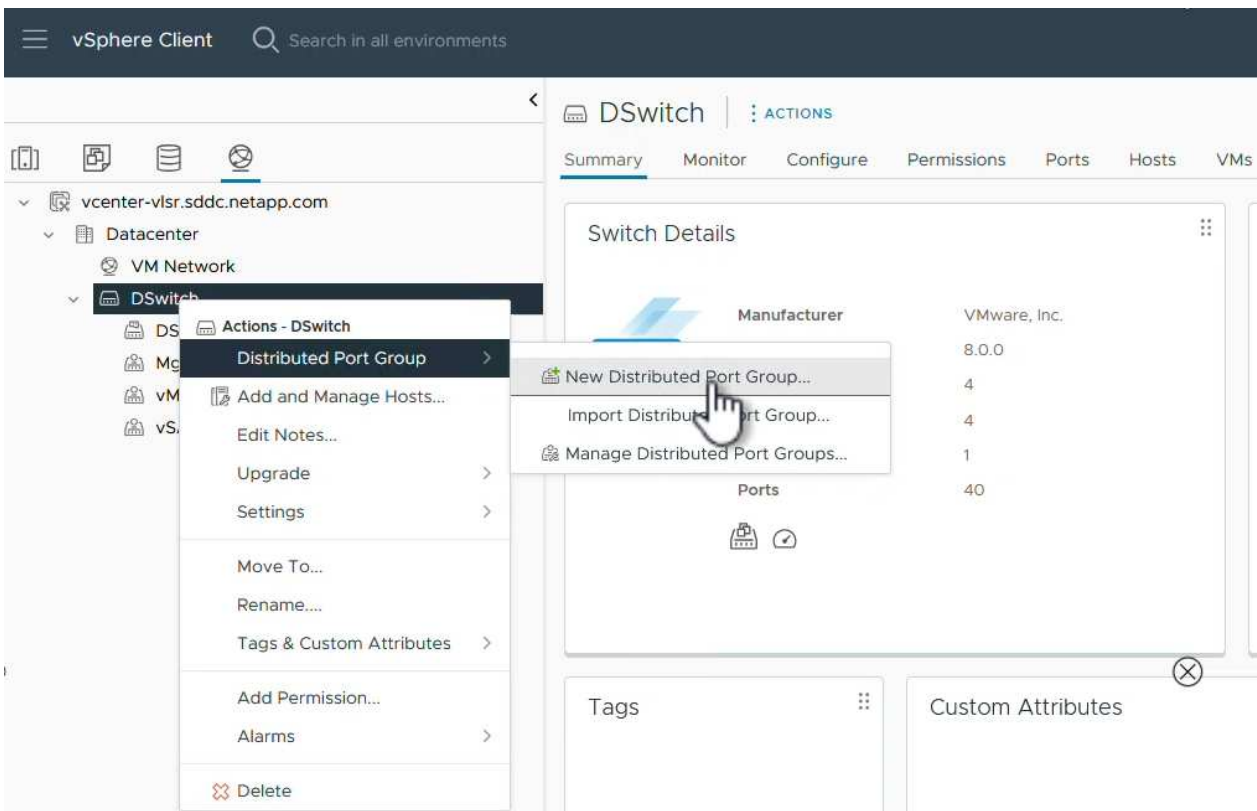 vSphere Client Search in all environments
DSwitch ACTIONS
Summary Monitor Configure Permissions Ports Hosts VMs
vcenter-vlsr.sddc.netapp.com
Datacenter
VM Network
DSwitch
DS
Mg
vM
vS
Actions - DSwitch
Distributed Port Group
Add and Manage Hosts...
Edit Notes...
Upgrade
Settings
Move To...
Rename....
Tags & Custom Attributes
Add Permission...
Alarms
Delete
New Distributed Port Group...
Import Distribut rt Group...
Manage Distributed Port Groups...
Switch Details
Manufacturer VMware, Inc.
8.0.0
4
4
1
Ports 40
Tags
Custom Attributes